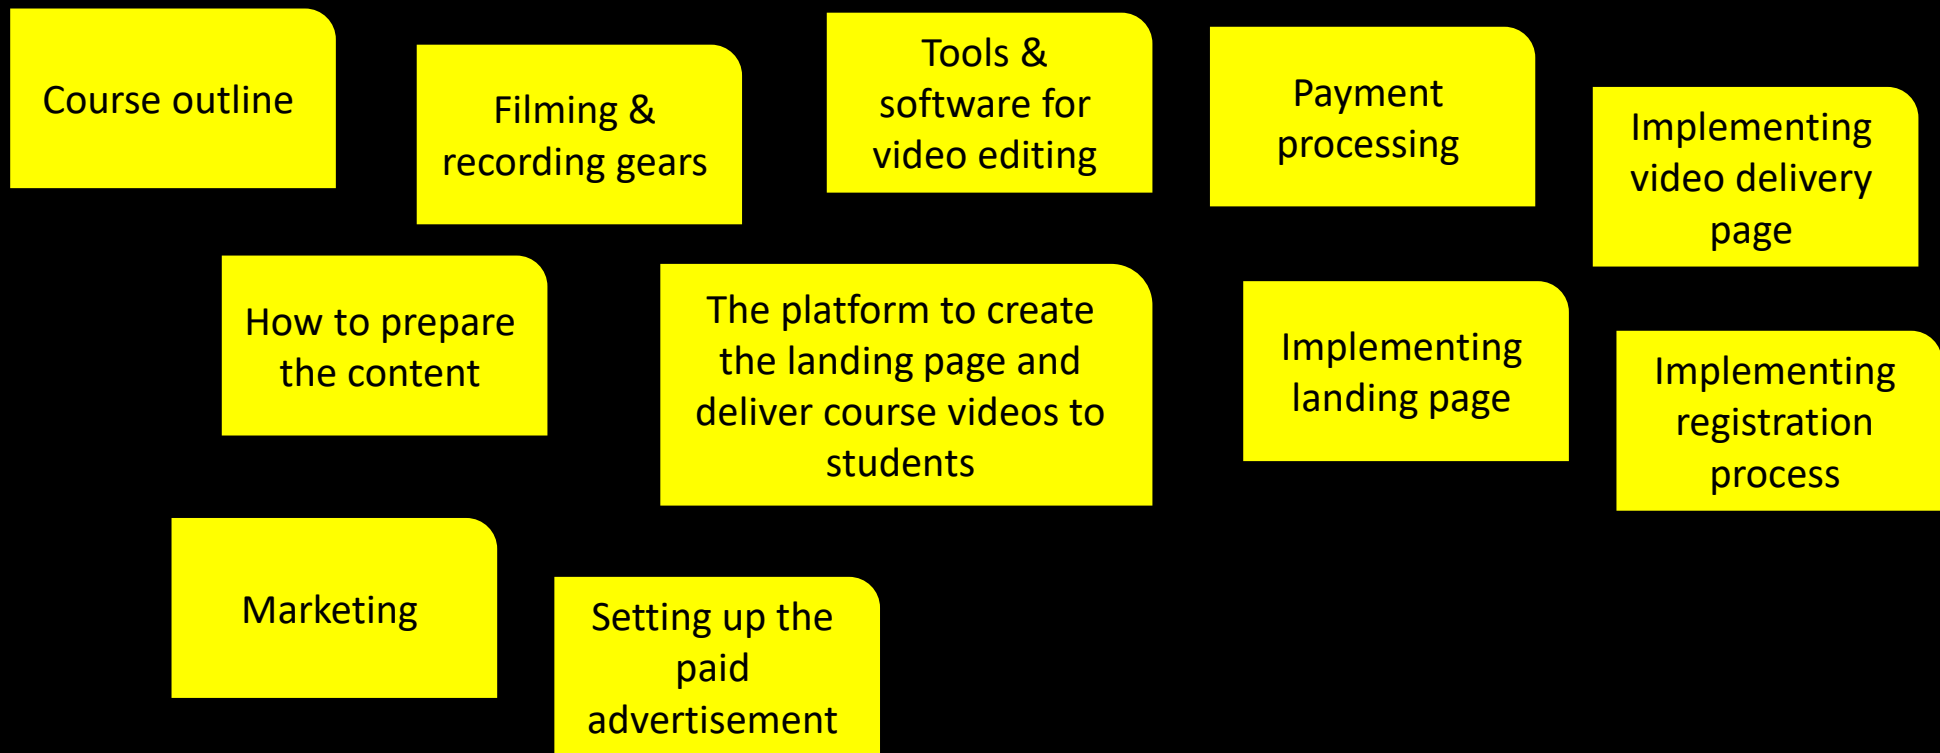 Course outline
Filming &
recording gears
Tools &
software for
video editing
Payment
processing
Implementing
video delivery
page
How to prepare
the content
The platform to create
the landing page and
deliver course videos to
students
Implementing
landing page
Implementing
registration
process
Marketing
Setting up the
paid
advertisement